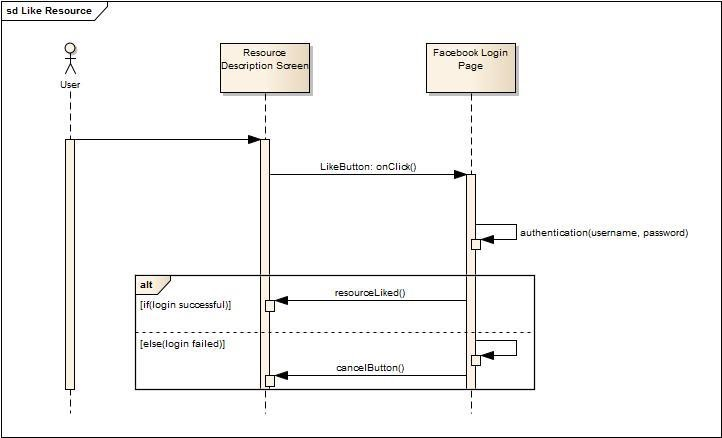 sd Like Resource
User
Resource
Description Screen
Facebook Login
Page
LikeButton: onClick()
authentication(username, password)
alt
[if(login successful)]
resourceLiked()
[else(login failed)]
cancelButton()